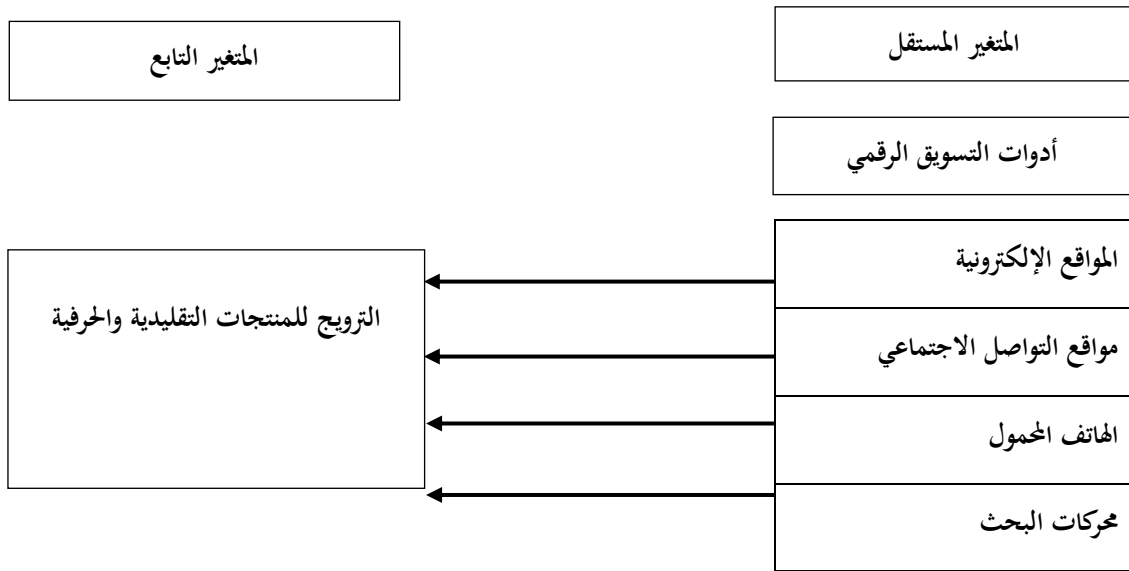 المتغير المستقل
المتغير التابع
أدوات التسويق الرقمي
المواقع الإلكترونية
الترويج للمنتجات التقليدية والحرفية
مواقع التواصل الاجتماعي
الهاتف المحمول
محركات البحث